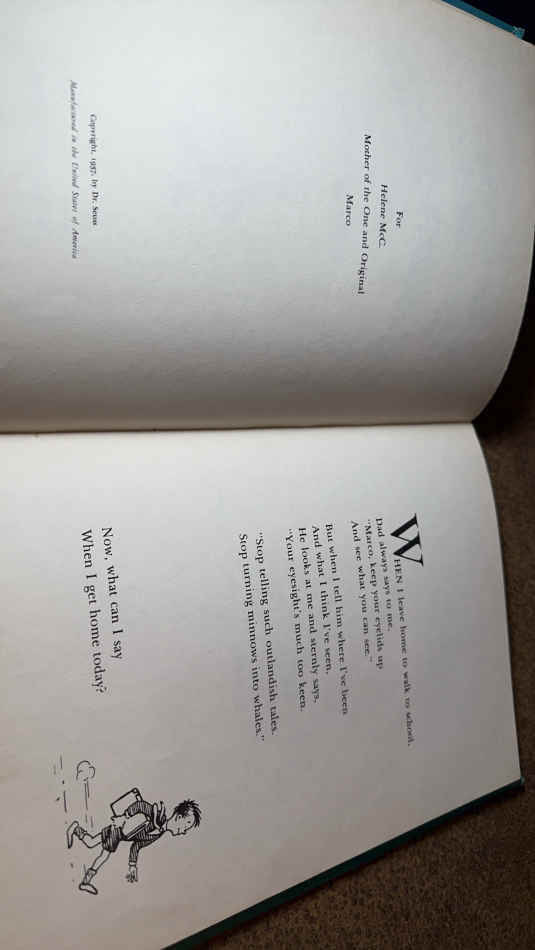 For
Helene McC.
Mother of the One and Original
Marco
Copyright, 1937, by Dr. Seuss
Manufactured in the United States of America
WHEN I leave home to walk to school,
Dad always says to me,
"Marco, keep your eyelids up
And see what you can see."
But when I tell him where I've been
And what I think I've seen,
He looks at me and sternly says,
"Your eyesight's much too keen.
"Stop telling such outlandish tales.
Stop turning minnows into whales."
Now, what can I say
When I get home today?